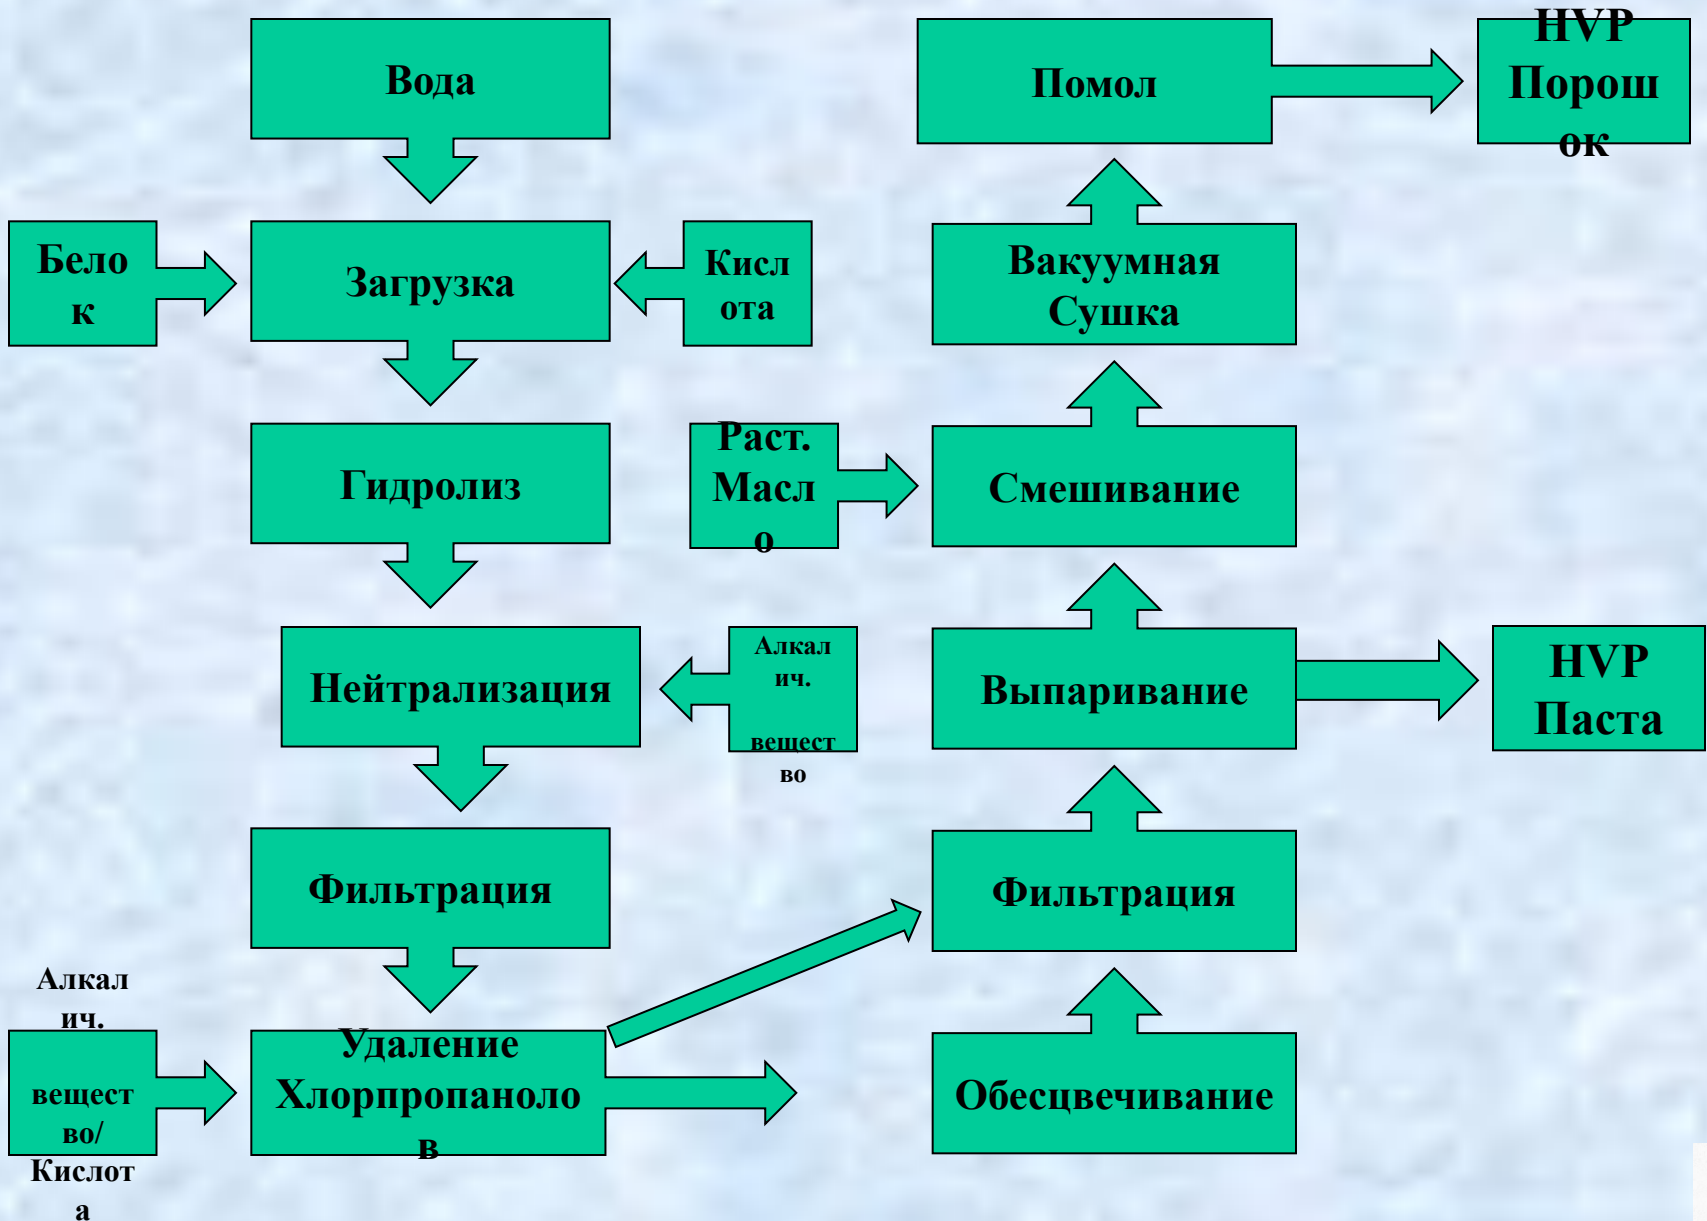 Вода
Белo
к
Загрузка
Кисл
ота
Гидролиз
Нейтрализация
Алкал
ич.
вещест
во
Фильтрация
Алкал
ич.
вещест
во/
Кислот
а
Удаление
Хлорпропаноло
в
Помол
HVP
Порош
ок
Вакуумная
Сушка
Раст.
Масл
о
Смешивание
Выпаривание
HVP
Паста
Фильтрация
Обесцвечивание